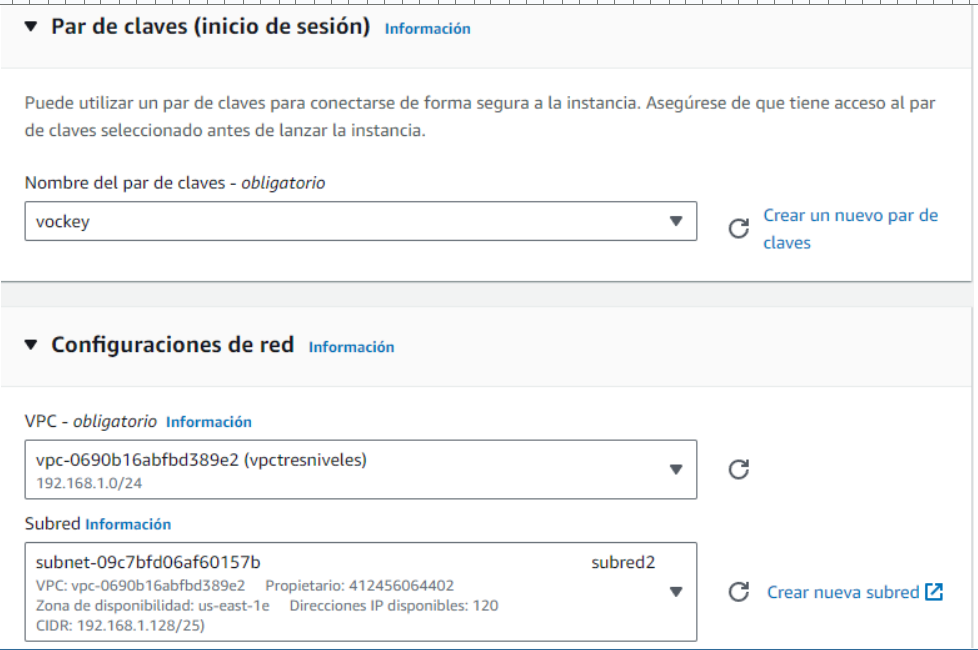 Par de claves (inicio de sesión) Información
Puede utilizar un par de claves para conectarse de forma segura a la instancia. Asegúrese de que tiene acceso al par
de claves seleccionado antes de lanzar la instancia.
Nombre del par de claves - obligatorio
vockey
Crear un nuevo par de
claves
Configuraciones de red Información
VPC - obligatorio Información
vpc-0690b16abfbd389e2 (vpctresniveles)
192.168.1.0/24
Subred Información
subnet-09c7bfd06af60157b subred2
VPC: vpc-0690b16abfbd389e2 Propietario: 412456064402
Zona de disponibilidad: us-east-1e Direcciones IP disponibles: 120
CIDR: 192.168.1.128/25)
Crear nueva subred